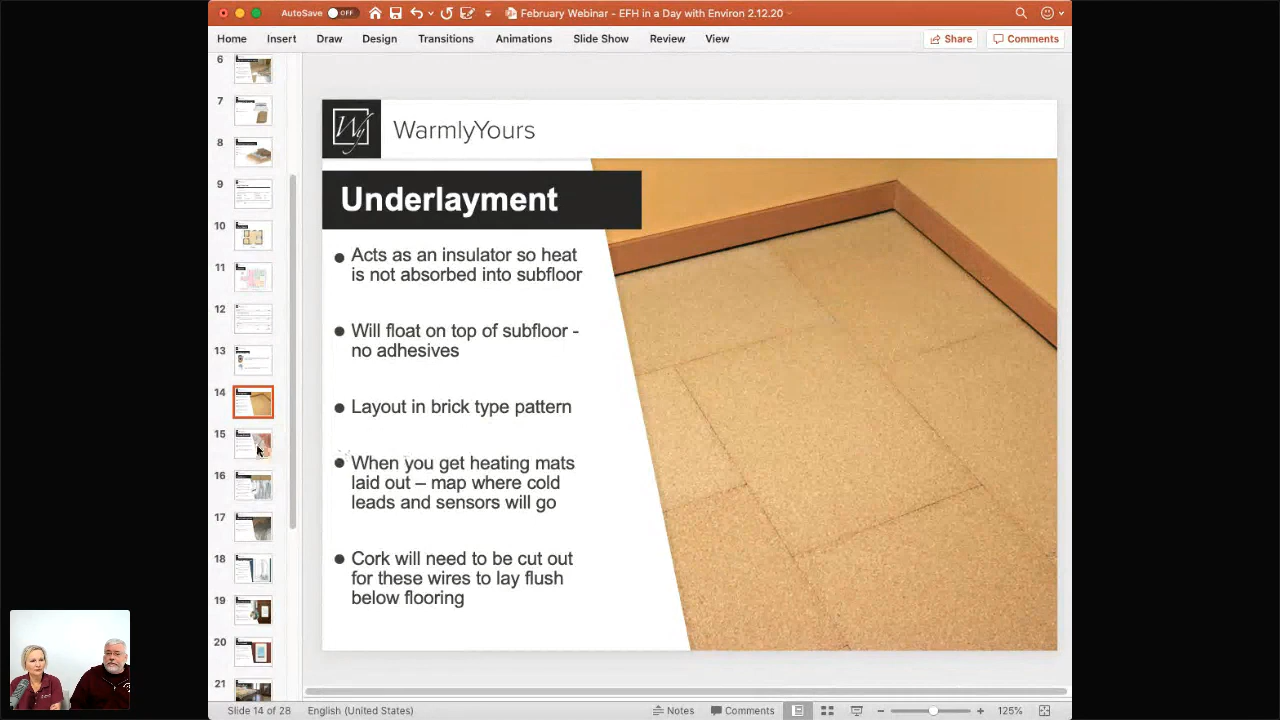 AutoSave OFF
February Webinar - EFH in a Day with Environ 2.12.20
Home Insert Draw Design Transitions Animations Slide Show Review View Share Comments
6
7
8
9
10
11
12
13
14
15
16
17
18
19
20
21
Wy WarmlyYours
Underlayment
Acts as an insulator so heat
is not absorbed into subfloor
Will float on top of subfloor -
no adhesives
Layout in brick type pattern
When you get heating mats
laid out – map where cold
leads and sensors will go
Cork will need to be cut out
for these wires to lay flush
below flooring
Slide 14 of 28 English (United States) Notes Comments 125%